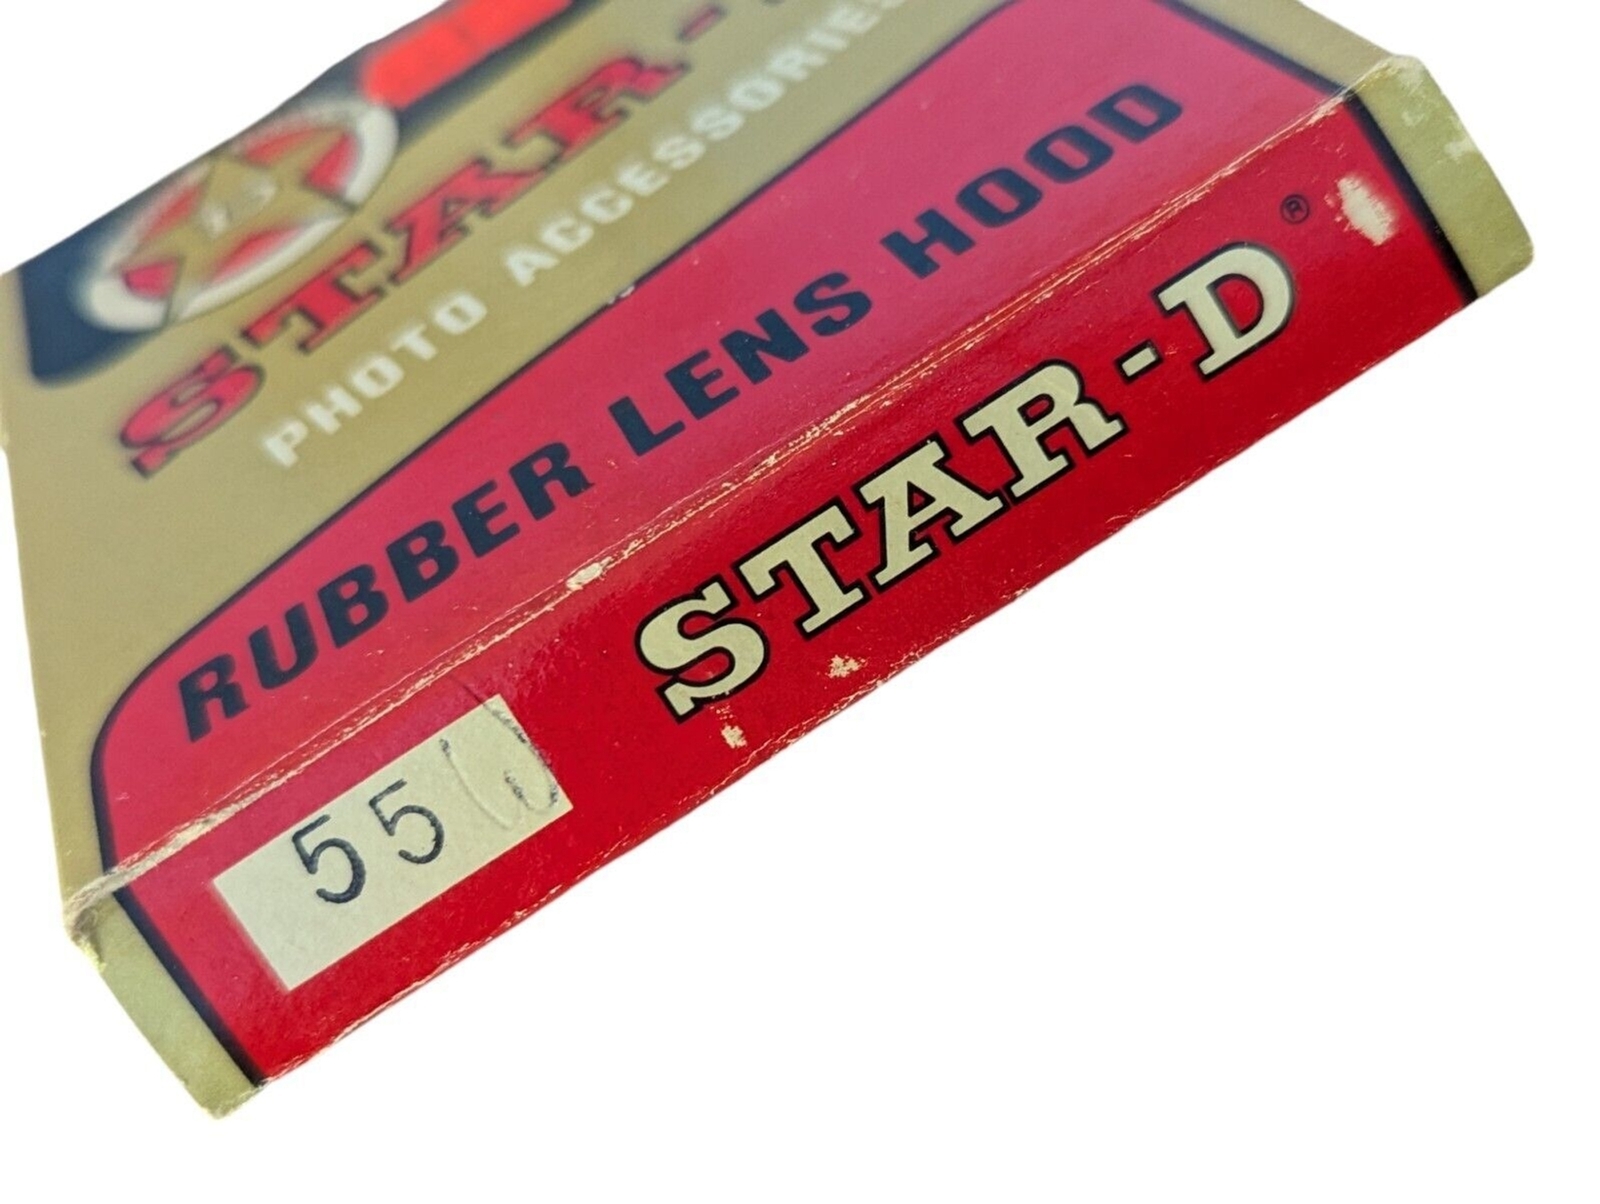 STAR-
PHOTO ACCESSORIES
RUBBER LENS HOOD
STAR-D®
55